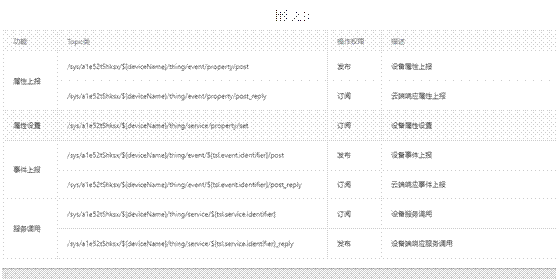 功能 Topic类 操作权限 描述
属性上报 /sys/a1e52t5hksx/${deviceName}/thing/event/property/post 发布 设备属性上报
/sys/a1e52t5hksx/${deviceName}/thing/event/property/post_reply 订阅 云端响应属性上报
属性设置 /sys/a1e52t5hksx/${deviceName}/thing/service/property/set 订阅 设备属性设置
事件上报 /sys/a1e52t5hksx/${deviceName}/thing/event/${tsl.event.identifier}/post 发布 设备事件上报
/sys/a1e52t5hksx/${deviceName}/thing/event/${tsl.event.identifier}/post_reply 订阅 云端响应事件上报
服务调用 /sys/a1e52t5hksx/${deviceName}/thing/service/${tsl.service.identifier} 订阅 设备服务调用
/sys/a1e52t5hksx/${deviceName}/thing/service/${tsl.service.identifier}_reply 发布 设备端响应服务调用